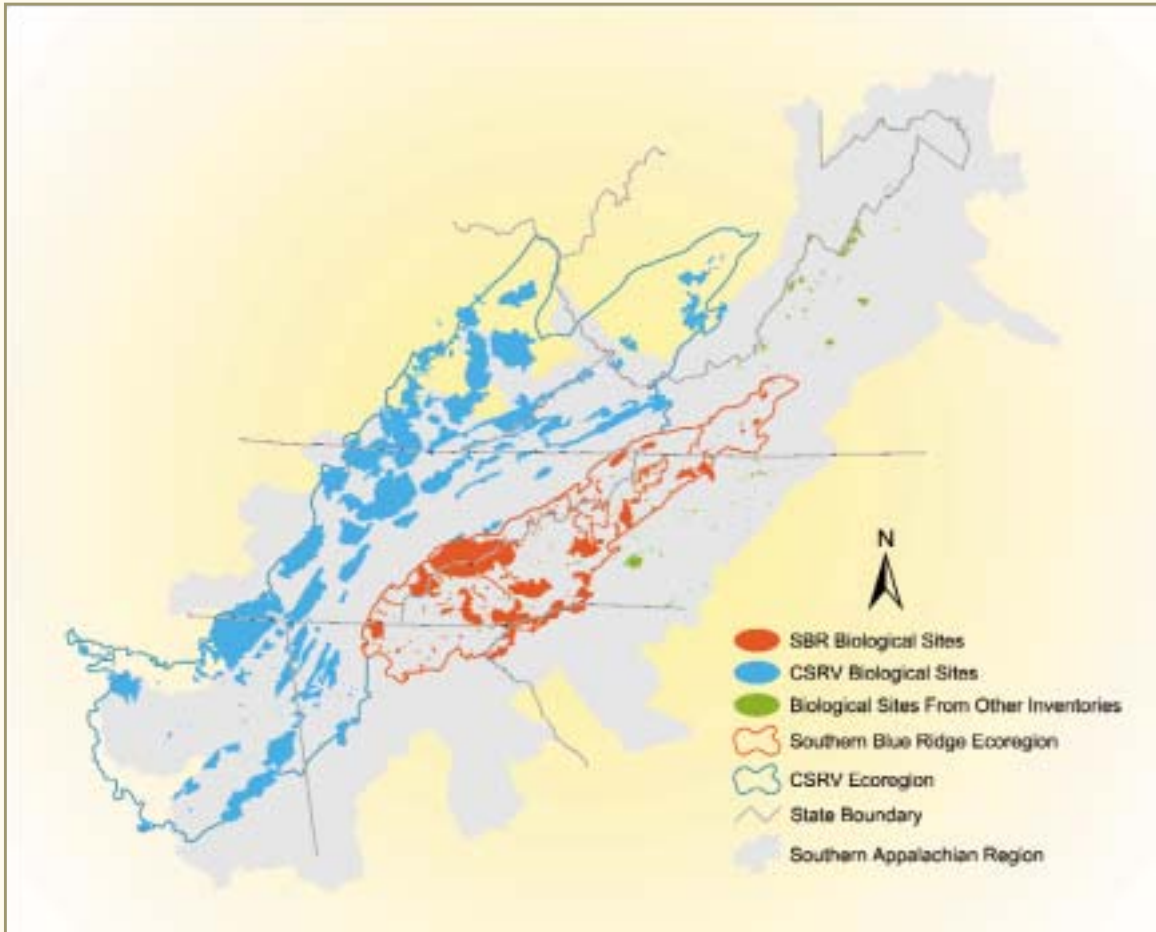 N
SBR Biological Sites
CSRV Biological Sites
Biological Sites From Other Inventories
Southern Blue Ridge Ecoregion
CSRV Ecoregion
State Boundary
Southern Appalachian Region